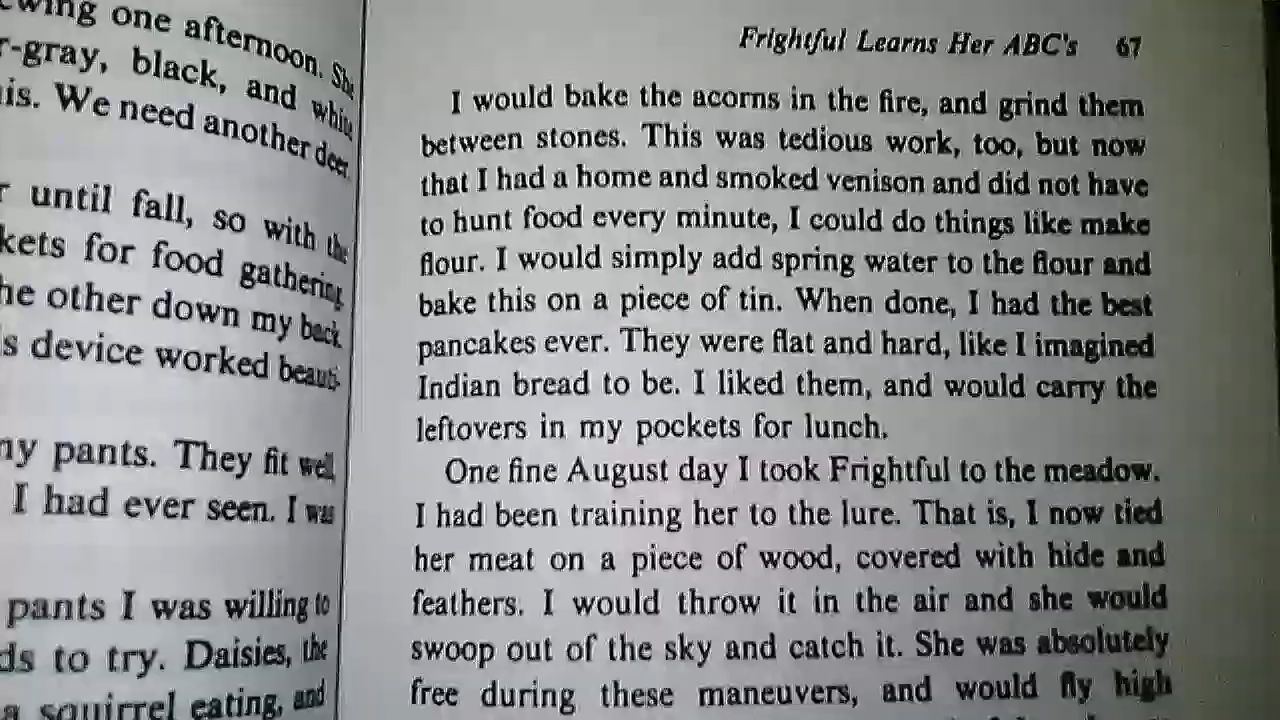 ewing one afternoon. She
r-gray, black, and white
is. We need another deer.
r until fall, so with the
kets for food gathering
he other down my back.
s device worked beauti-
ny pants. They fit well
I had ever seen. I was
pants I was willing to
ds to try. Daisies, the
a squirrel eating, and
Frightful Learns Her ABC's 67
I would bake the acorns in the fire, and grind them
between stones. This was tedious work, too, but now
that I had a home and smoked venison and did not have
to hunt food every minute, I could do things like make
flour. I would simply add spring water to the flour and
bake this on a piece of tin. When done, I had the best
pancakes ever. They were flat and hard, like I imagined
Indian bread to be. I liked them, and would carry the
leftovers in my pockets for lunch.
One fine August day I took Frightful to the meadow.
I had been training her to the lure. That is, I now tied
her meat on a piece of wood, covered with hide and
feathers. I would throw it in the air and she would
swoop out of the sky and catch it. She was absolutely
free during these maneuvers, and would fly high